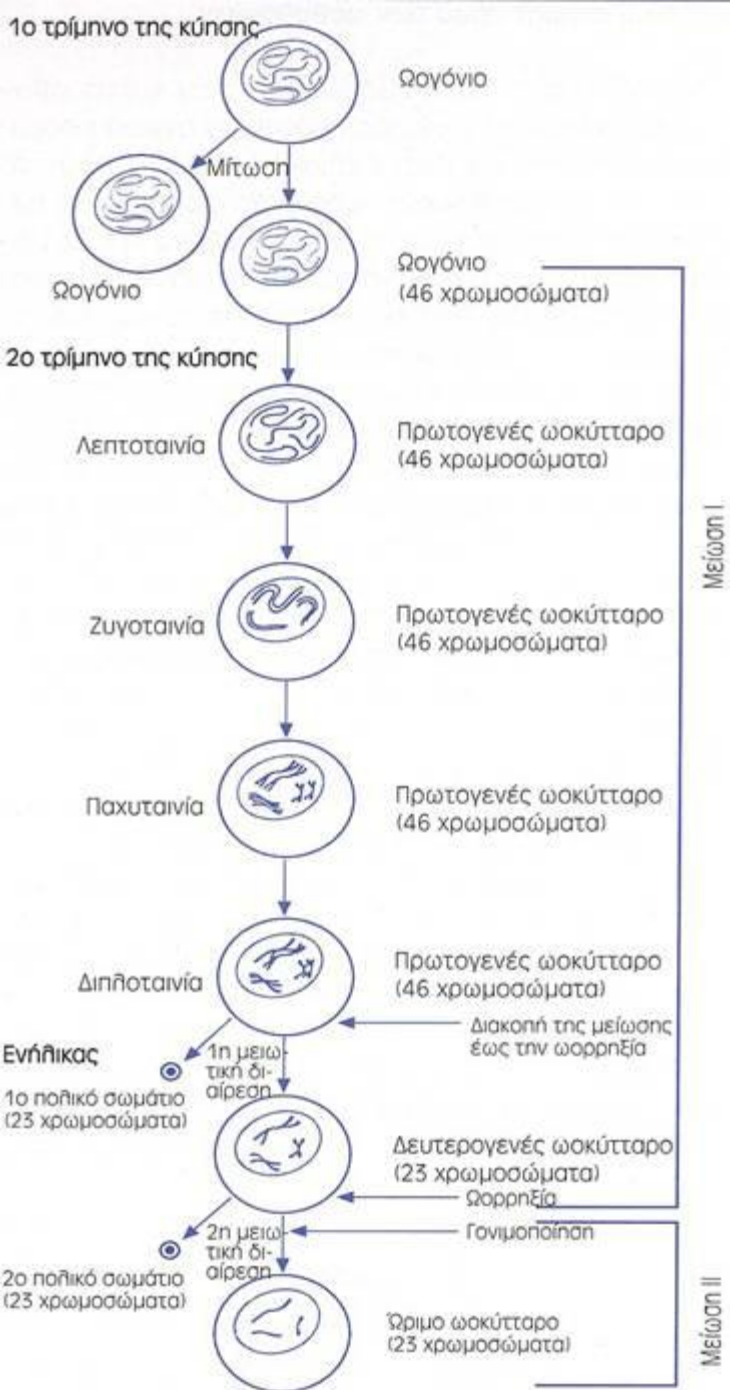 1ο τρίμηνο της κύησης
Ωογόνιο
Μίτωση
Ωογόνιο
Ωογόνιο
(46 χρωμοσώματα)
2ο τρίμηνο της κύησης
Λεπτοταινία
Πρωτογενές ωοκύτταρο
(46 χρωμοσώματα)
Μείωση Ι
Ζυγοταινία
Πρωτογενές ωοκύτταρο
(46 χρωμοσώματα)
Παχυταινία
Πρωτογενές ωοκύτταρο
(46 χρωμοσώματα)
Διπλοταινία
Πρωτογενές ωοκύτταρο
(46 χρωμοσώματα)
Διακοπή της μείωσης
έως την ωορρηξία
Ενήλικας
1η μειω-
τική δι-
αίρεση
1ο πολικό σωμάτιο
(23 χρωμοσώματα)
Δευτερογενές ωοκύτταρο
(23 χρωμοσώματα)
Ωορρηξία
Γονιμοποίηση
2η μειω-
τική δι-
αίρεση
2ο πολικό σωμάτιο
(23 χρωμοσώματα)
Ώριμο ωοκύτταρο
(23 χρωμοσώματα)
Μείωση ΙΙ